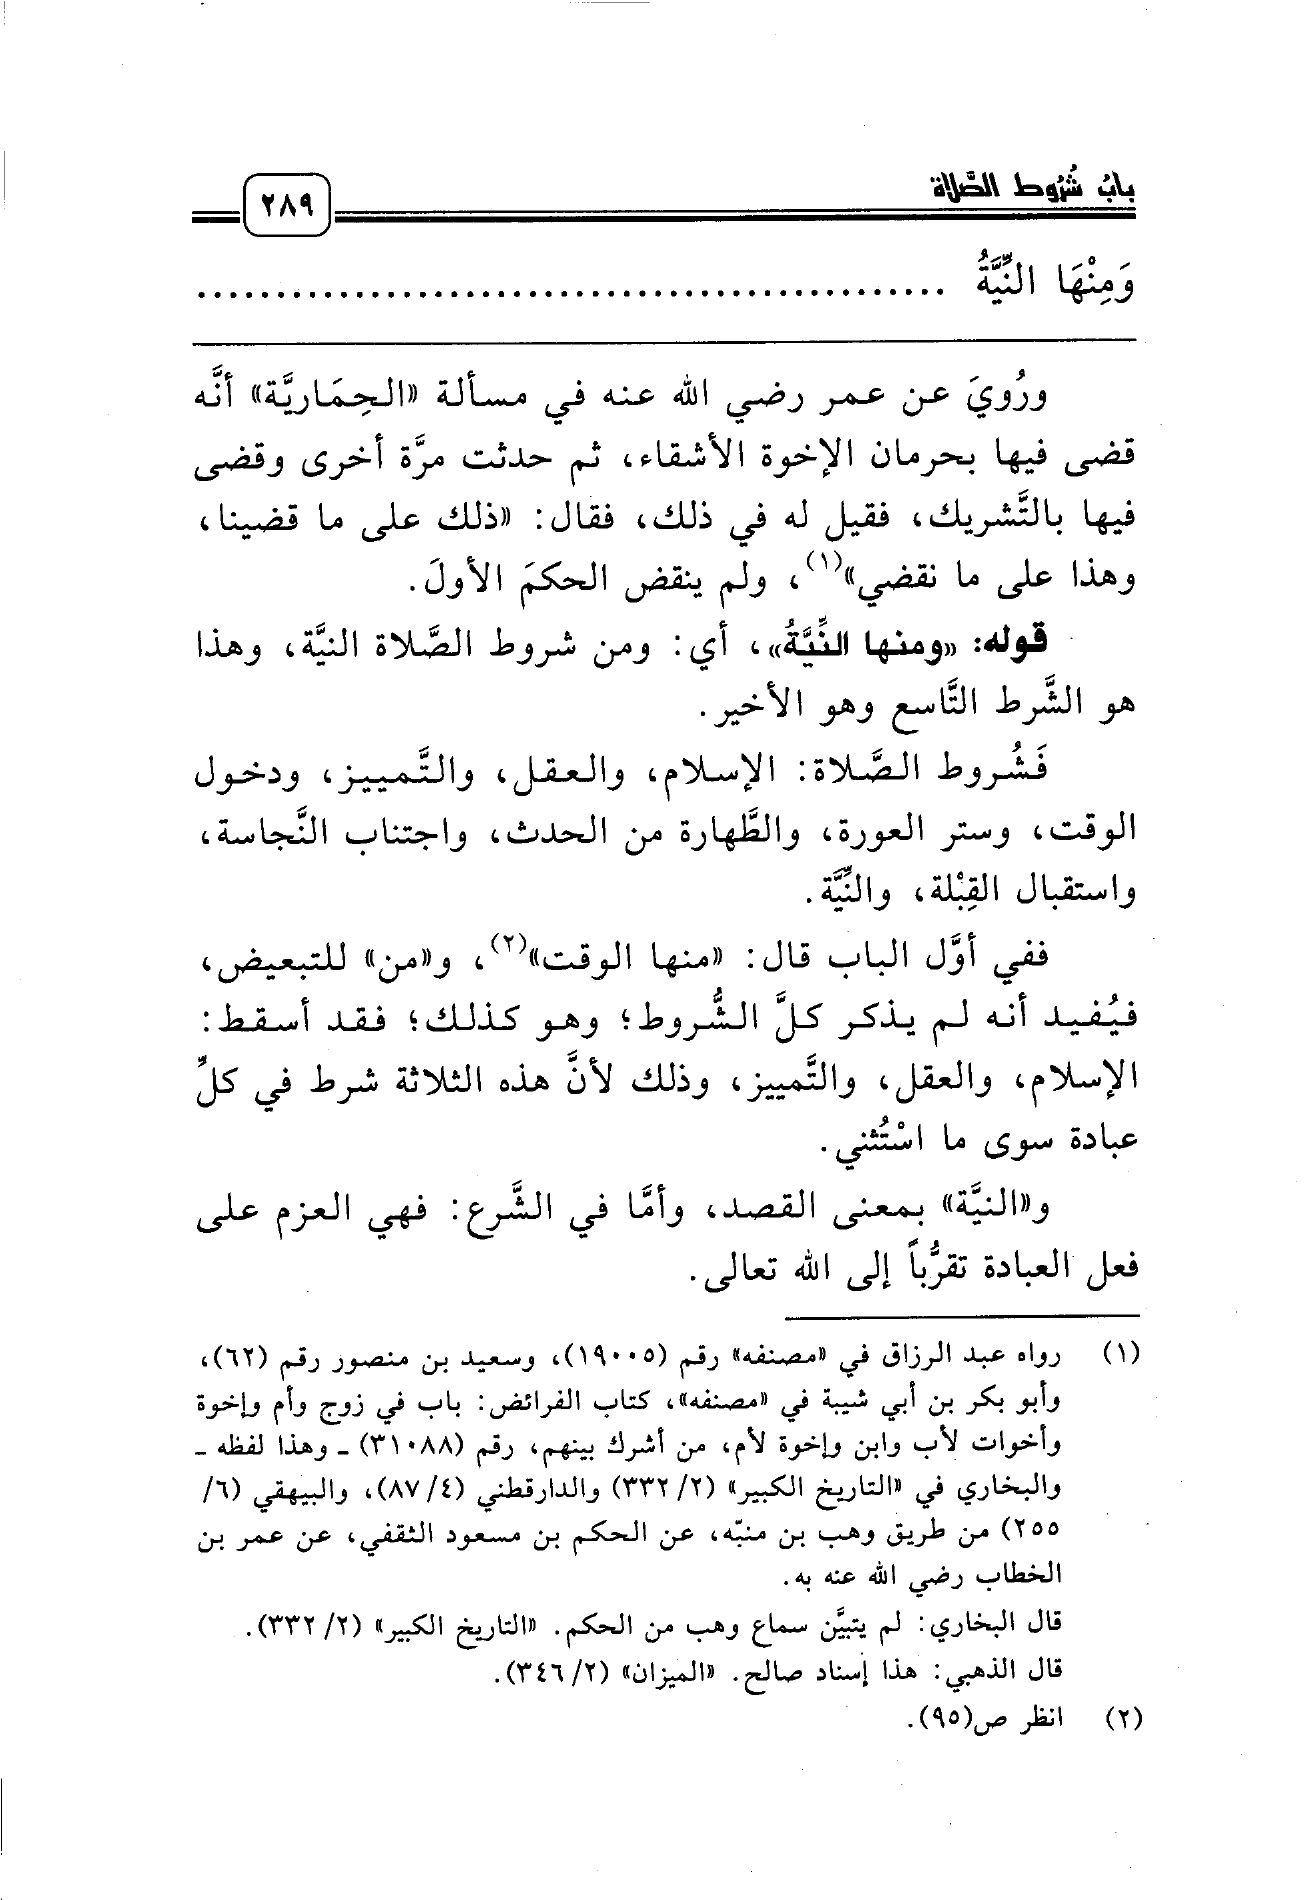 بابُ شُرُوط الصَّلاة
٢٨٩
وَمِنْهَا النِّيَّةُ ................................................
ورُويَ عن عمر رضي الله عنه في مسألة «الحِمَاريَّة» أنَّه
قضى فيها بحرمان الإخوة الأشقاء، ثم حدثت مرَّة أخرى وقضى
فيها بالتَّشريك، فقيل له في ذلك، فقال: «ذلك على ما قضينا،
وهذا على ما نقضي»(١)، ولم ينقض الحكمَ الأولَ.
قوله: «ومنها النِّيَّةُ»، أي: ومن شروط الصَّلاة النيَّة، وهذا
هو الشَّرط التَّاسع وهو الأخير.
فَشُروط الصَّلاة: الإسلام، والعقل، والتَّمييز، ودخول
الوقت، وستر العورة، والطَّهارة من الحدث، واجتناب النَّجاسة،
واستقبال القِبْلة، والنِّيَّة.
ففي أوَّل الباب قال: «منها الوقت»(٢)، و«من» للتبعيض،
فيُفيد أنه لم يذكر كلَّ الشُّروط؛ وهو كذلك؛ فقد أسقط:
الإسلام، والعقل، والتَّمييز، وذلك لأنَّ هذه الثلاثة شرط في كلِّ
عبادة سوى ما اسْتُثني.
و«النيَّة» بمعنى القصد، وأمَّا في الشَّرع: فهي العزم على
فعل العبادة تقرُّباً إلى الله تعالى.
(١) رواه عبد الرزاق في «مصنفه» رقم (١٩٠٠٥)، وسعيد بن منصور رقم (٦٢)،
وأبو بكر بن أبي شيبة في «مصنفه»، كتاب الفرائض: باب في زوج وأم وإخوة
وأخوات لأب وابن وإخوة لأم، من أشرك بينهم، رقم (٣١٠٨٨) ـ وهذا لفظه ـ
والبخاري في «التاريخ الكبير» (٢/ ٣٣٢) والدارقطني (٤/ ٨٧)، والبيهقي (٦/
٢٥٥) من طريق وهب بن منبّه، عن الحكم بن مسعود الثقفي، عن عمر بن
الخطاب رضي الله عنه به.
قال البخاري: لم يتبيَّن سماع وهب من الحكم. «التاريخ الكبير» (٢/ ٣٣٢).
قال الذهبي: هذا إسناد صالح. «الميزان» (٢/ ٣٤٦).
(٢) انظر ص(٩٥).